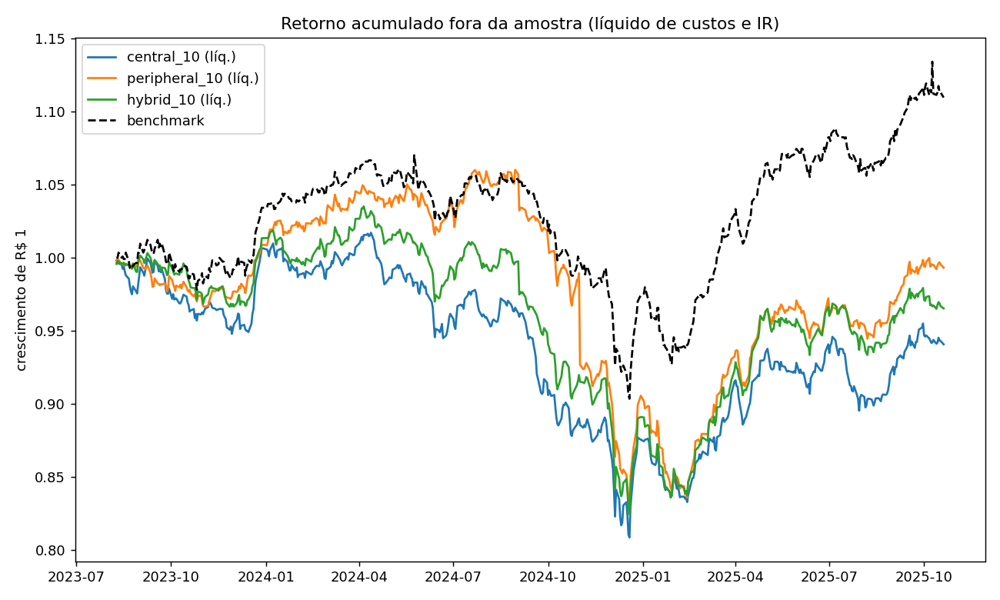 Retorno acumulado fora da amostra (líquido de custos e IR)
central_10 (líq.)
peripheral_10 (líq.)
hybrid_10 (líq.)
benchmark
crescimento de R$ 1
1.15
1.10
1.05
1.00
0.95
0.90
0.85
0.80
2023-07 2023-10 2024-01 2024-04 2024-07 2024-10 2025-01 2025-04 2025-07 2025-10